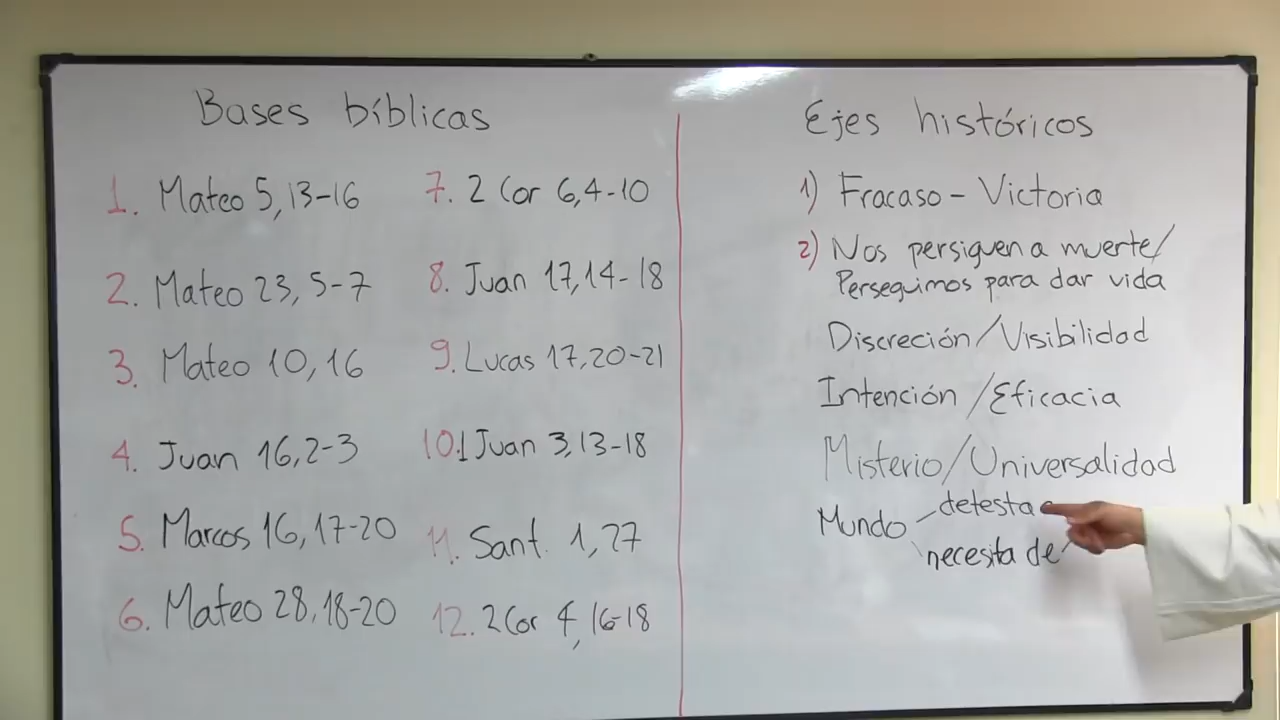 Bases bíblicas
1. Mateo 5,13-16
2. Mateo 23, 5-7
3. Mateo 10,16
4. Juan 16,2-3
5. Marcos 16,17-20
6. Mateo 28,18-20
7. 2 Cor 6,4-10
8. Juan 17,14-18
9. Lucas 17,20-21
10. 1 Juan 3,13-18
11. Sant. 1,27
12. 2 Cor 4,16-18
Ejes históricos
1) Fracaso - Victoria
2) Nos persiguen a muerte/
Perseguimos para dar vida
Discreción/Visibilidad
Intención/Eficacia
Misterio/Universalidad
Mundo
detesta
necesita de